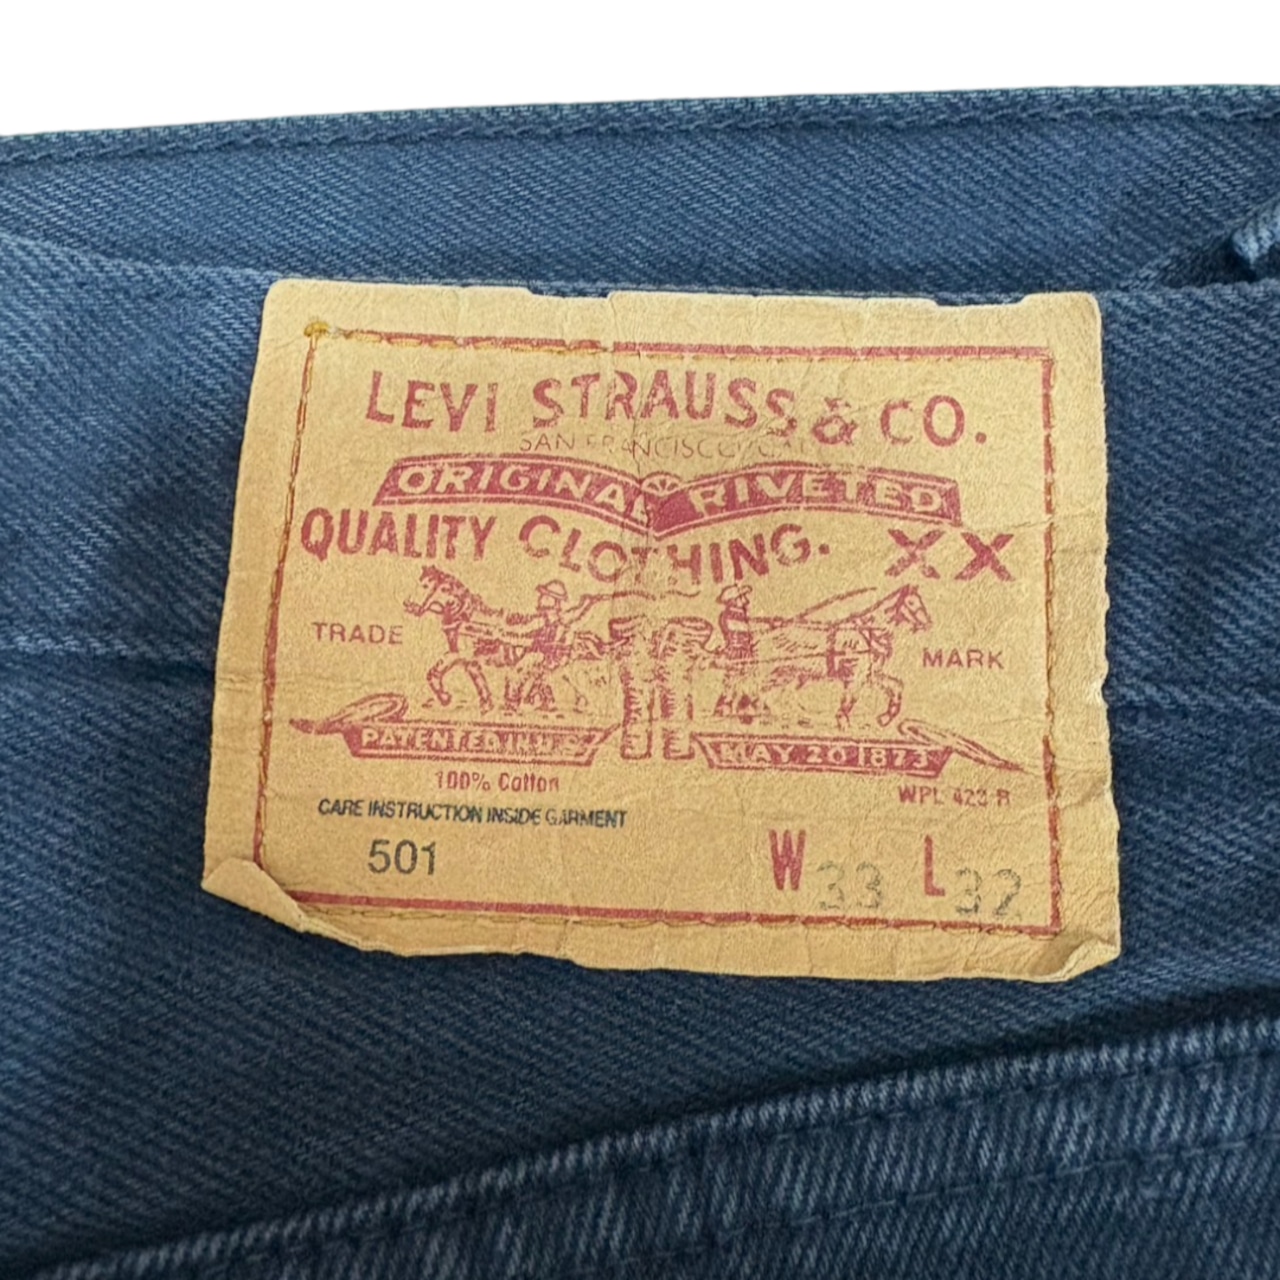 LEVI STRAUSS & CO.
SAN FRANCISCO, CAL
ORIGINAL RIVETED
QUALITY CLOTHING. XX
TRADE MARK
PATENTED IN U.S.
MAY 20 1873
100% Cotton
WPL 423 R
CARE INSTRUCTION INSIDE GARMENT
501
W 33 L 32